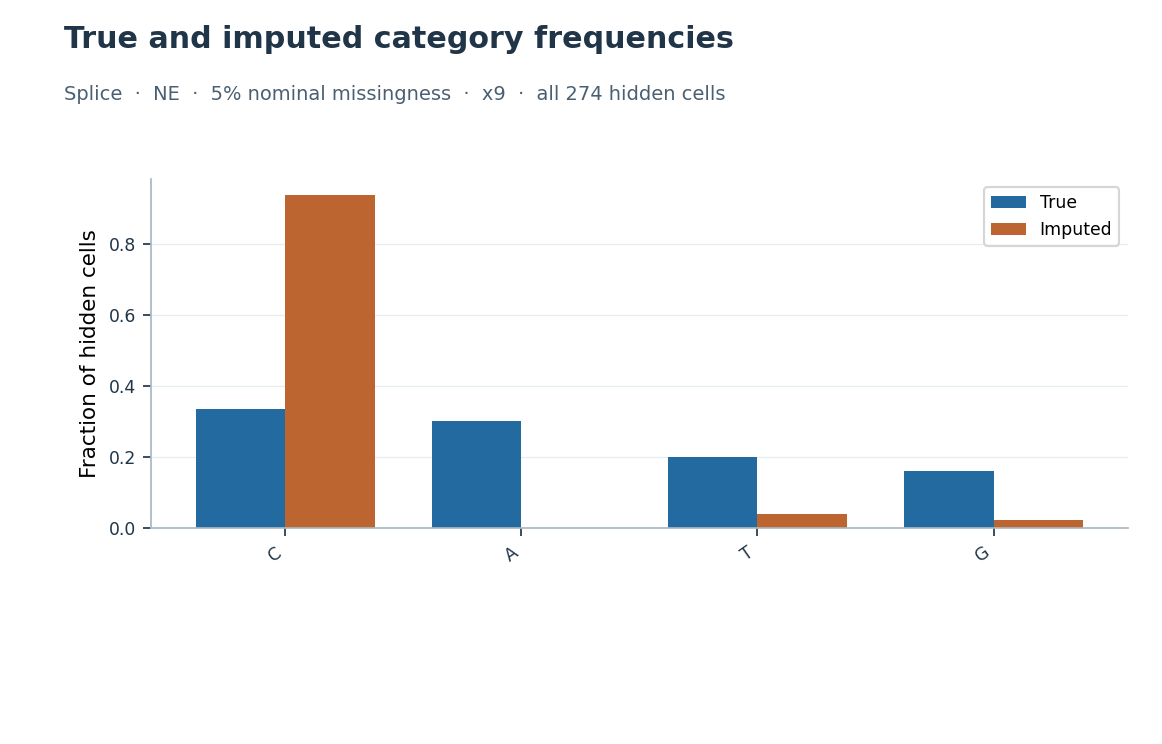 True and imputed category frequencies
Splice · NE · 5% nominal missingness · x9 · all 274 hidden cells
True
Imputed
Fraction of hidden cells
0.8
0.6
0.4
0.2
0.0
C
A
T
G